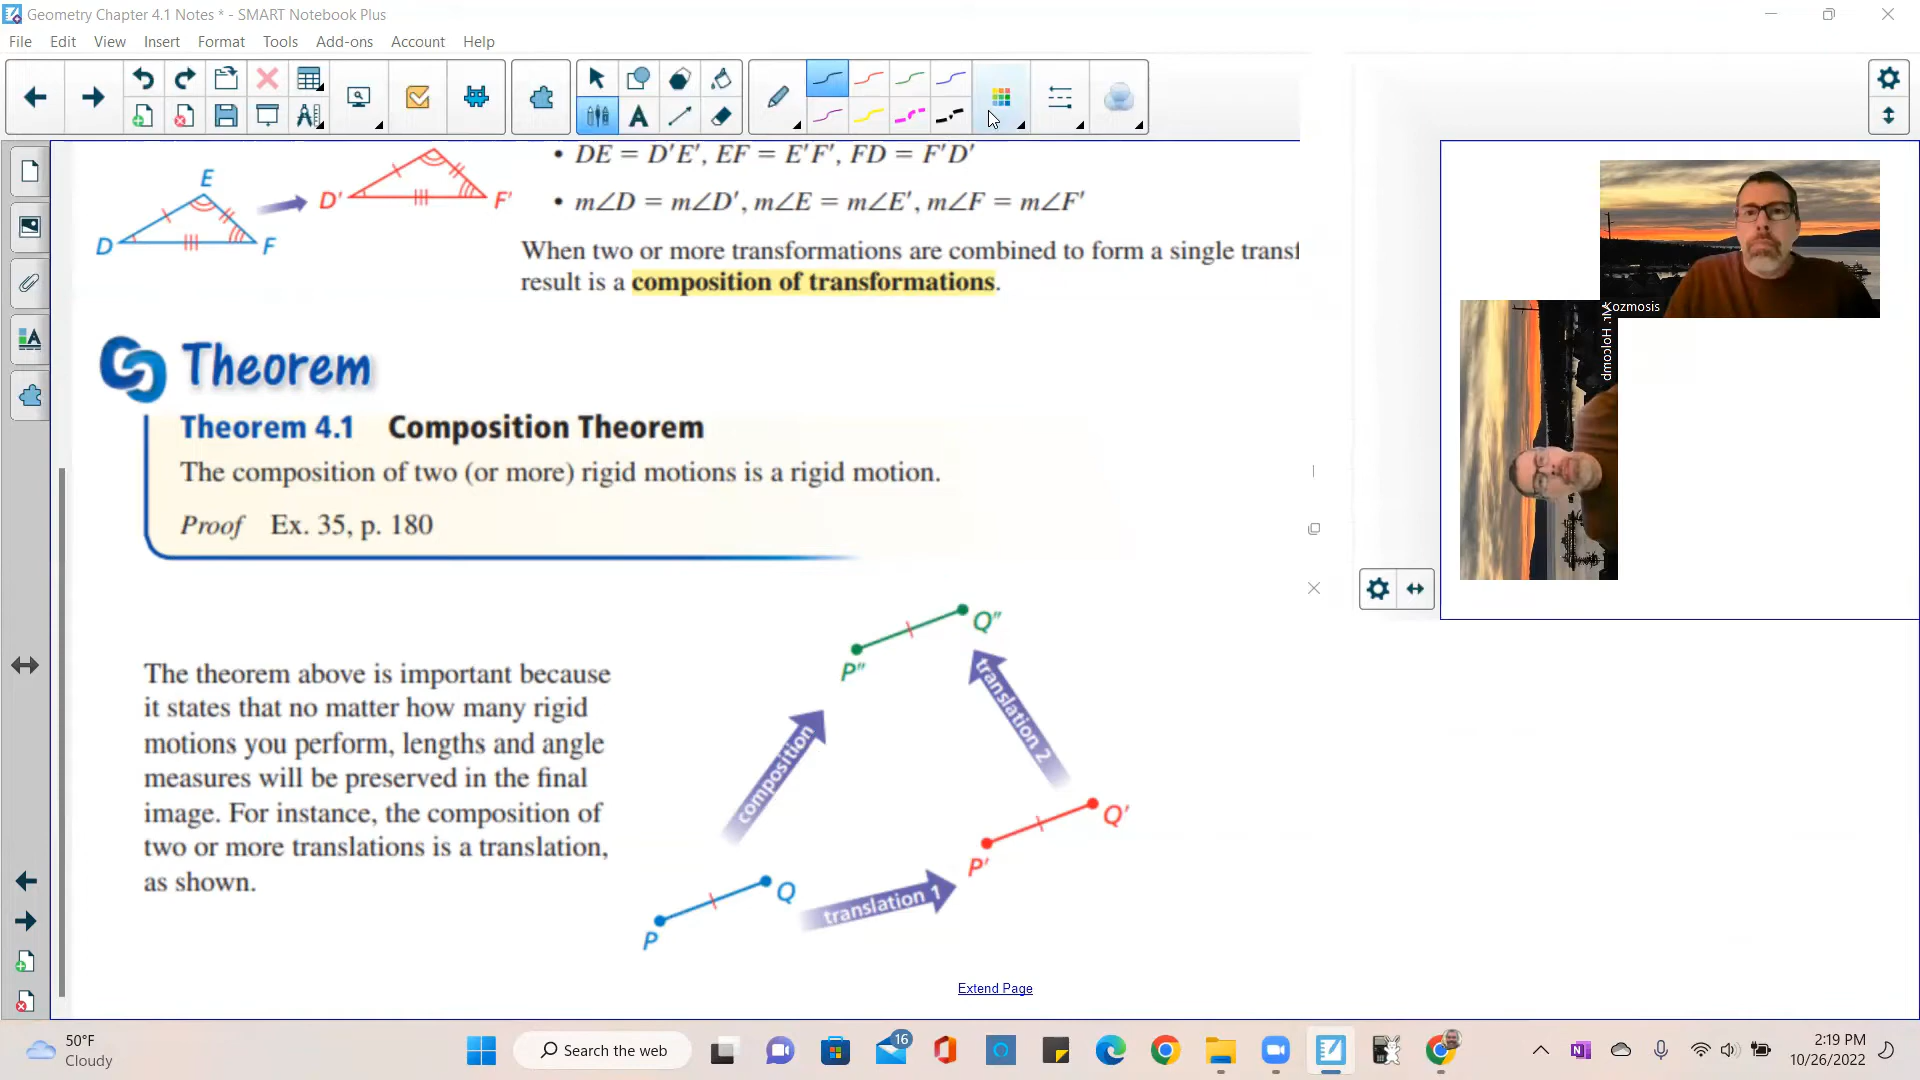 Geometry Chapter 4.1 Notes * - SMART Notebook Plus
File Edit View Insert Format Tools Add-ons Account Help
• DE = D′E′, EF = E′F′, FD = F′D′
• m∠D = m∠D′, m∠E = m∠E′, m∠F = m∠F′
E
D
F
D'
F'
When two or more transformations are combined to form a single transf
result is a composition of transformations.
Theorem
Theorem 4.1 Composition Theorem
The composition of two (or more) rigid motions is a rigid motion.
Proof Ex. 35, p. 180
The theorem above is important because
it states that no matter how many rigid
motions you perform, lengths and angle
measures will be preserved in the final
image. For instance, the composition of
two or more translations is a translation,
as shown.
Q″
P″
translation 2
composition
Q′
P′
Q
translation 1
P
Extend Page
Kozmosis
Mr. Holcomb
50°F
Cloudy
Search the web
16
2:19 PM
10/26/2022